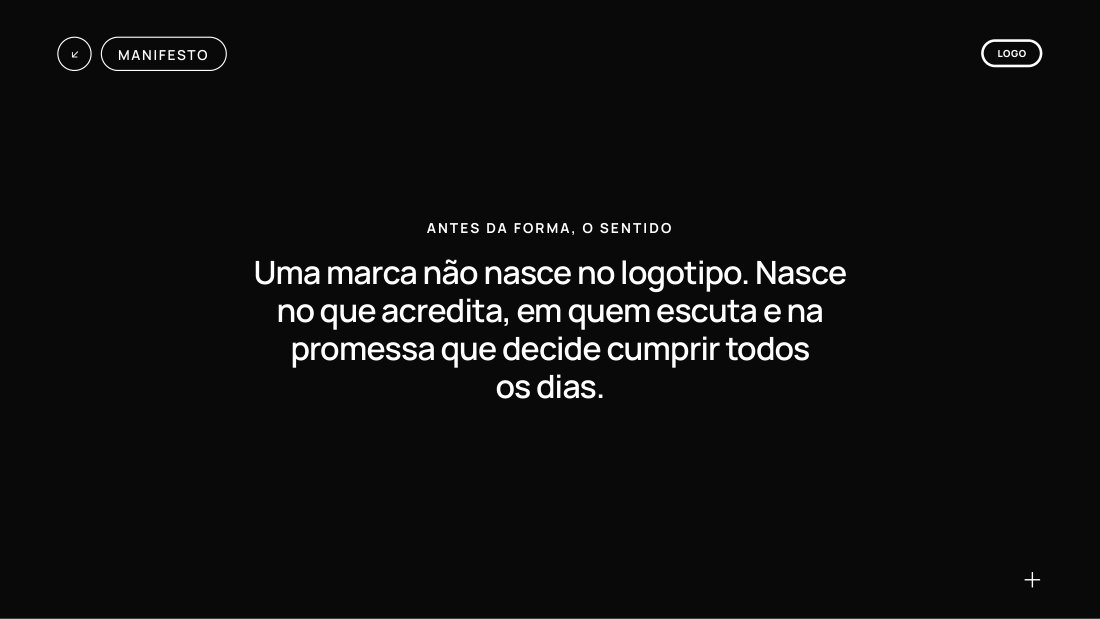 MANIFESTO
LOGO
ANTES DA FORMA, O SENTIDO
Uma marca não nasce no logotipo. Nasce
no que acredita, em quem escuta e na
promessa que decide cumprir todos
os dias.